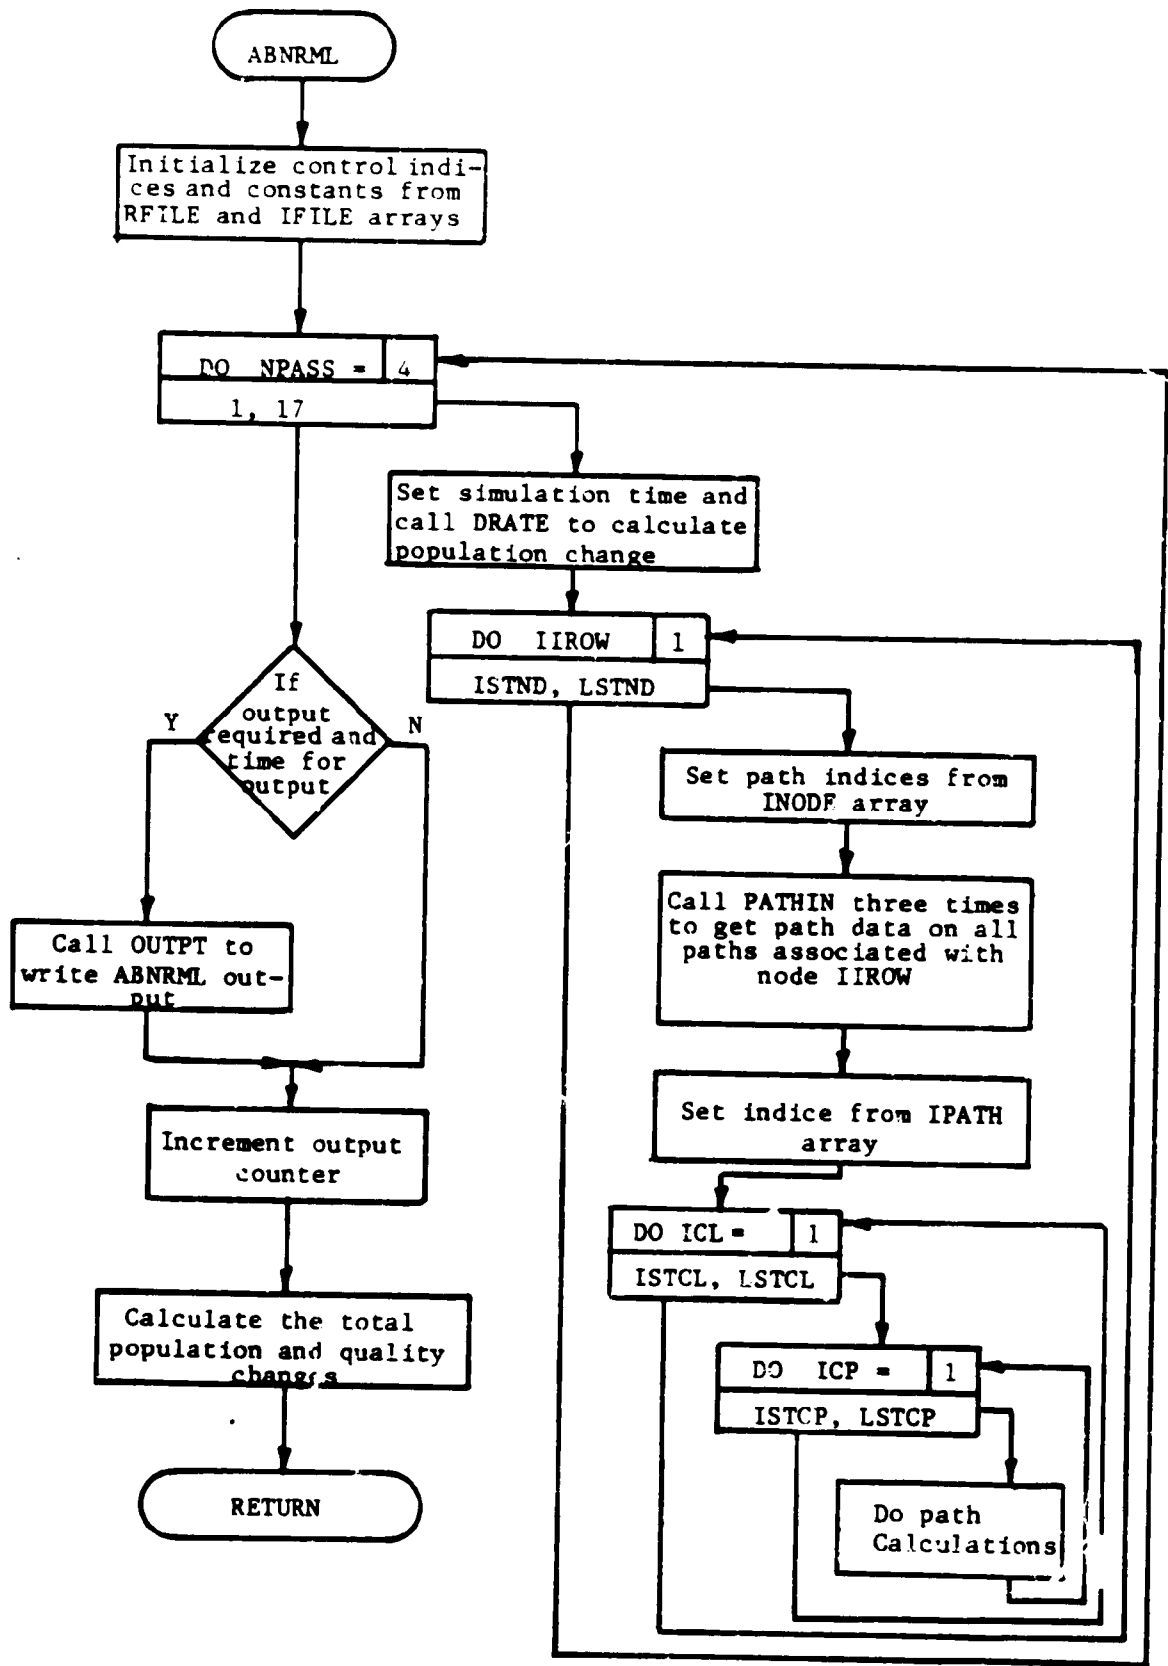 ABNRML
Initialize control indi-
ces and constants from
RFILE and IFILE arrays
DO NPASS = 4
1, 17
Set simulation time and
call DRATE to calculate
population change
DO IIROW 1
ISTND, LSTND
If
output
required and
time for
output
Y
N
Set path indices from
INODE array
Call PATHIN three times
to get path data on all
paths associated with
node IIROW
Call OUTPT to
write ABNRML out-
put
Set indice from IPATH
array
Increment output
counter
DO ICL = 1
ISTCL, LSTCL
Calculate the total
population and quality
changes
DO ICP = 1
ISTCP, LSTCP
RETURN
Do path
Calculations